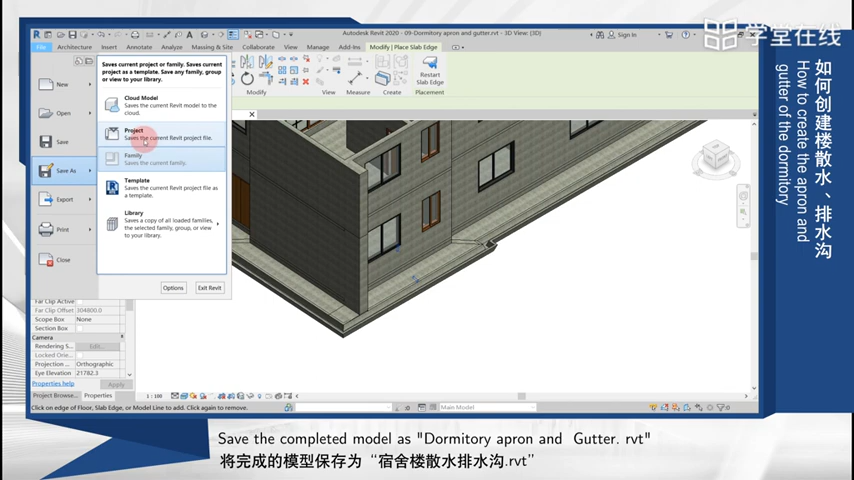 学堂在线
Autodesk Revit 2020 - 09-Dormitory apron and gutter.rvt - 3D View: {3D}
Sign In
File Architecture Insert Annotate Analyze Massing & Site Collaborate View Manage Add-Ins Modify | Place Slab Edge
Modify
View
Measure
Create
Restart
Slab Edge
Placement
New
Open
Save
Save As
Export
Print
Close
Saves current project or family. Saves current project as a template. Save any family, group or view to your library.
Cloud Model
Saves the current Revit model to the
cloud.
Project
Saves the current Revit project file.
Family
Saves the current family.
Template
Saves the current Revit project file as
a template.
Library
Saves a copy of all loaded families,
the selected family, group, or view
to your library.
Options
Exit Revit
Far Clip Active
Far Clip Offset 304800.0
Scope Box None
Section Box
Camera
Rendering S... Edit...
Locked Orie...
Projection ... Orthographic
Eye Elevation 21782.3
Properties help
Apply
Project Browse... Properties
1 : 100
Click on edge of Floor, Slab Edge, or Model Line to add. Click again to remove.
Main Model
如何创建楼散水、排水沟
How to create the apron and
gutter of the dormitory
Save the completed model as "Dormitory apron and Gutter. rvt"
将完成的模型保存为“宿舍楼散水排水沟.rvt”